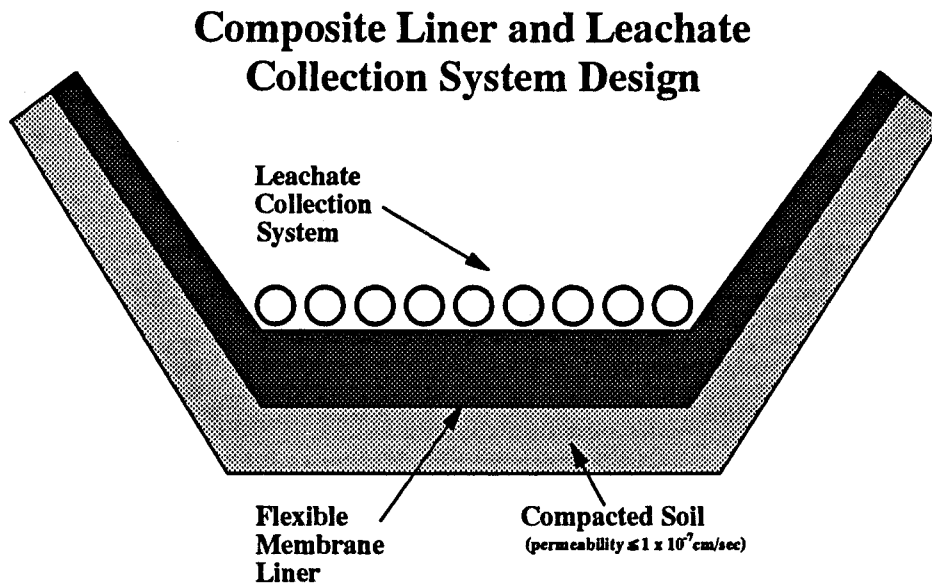 Composite Liner and Leachate
Collection System Design
Leachate
Collection
System
Flexible
Membrane
Liner
Compacted Soil
(permeability ≤ 1 x 10⁻⁷cm/sec)